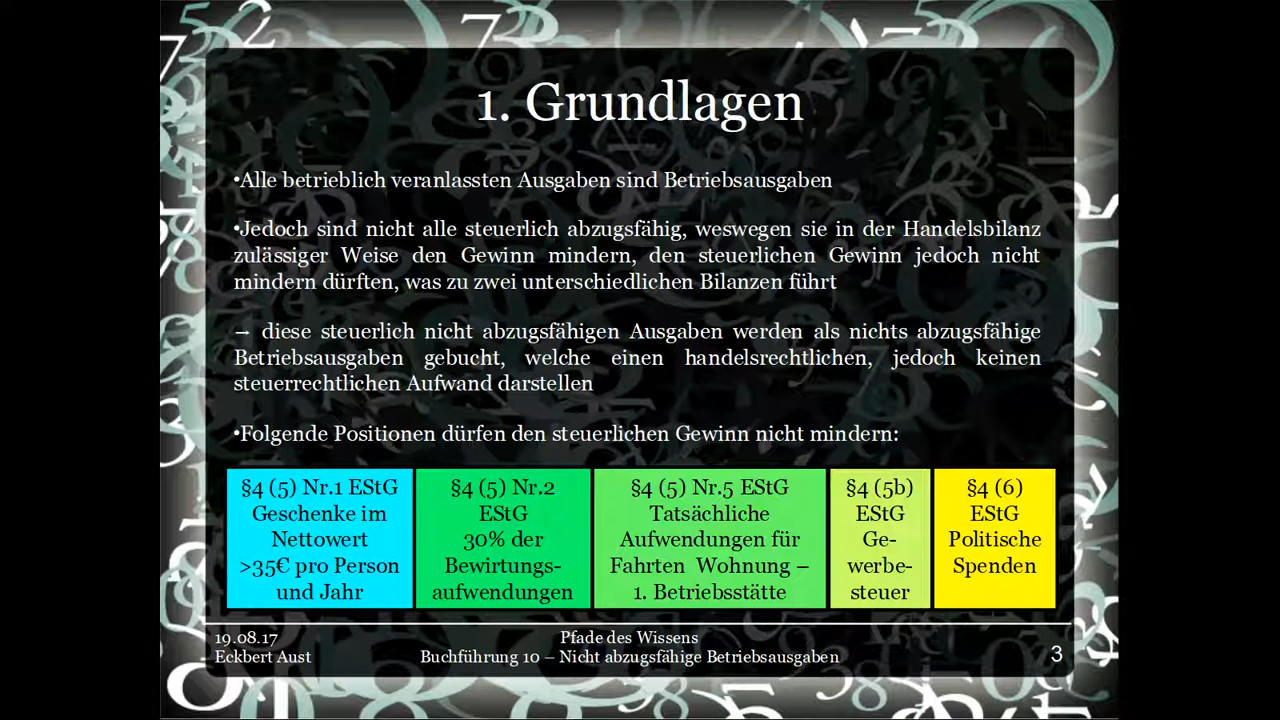 1. Grundlagen
•Alle betrieblich veranlassten Ausgaben sind Betriebsausgaben
•Jedoch sind nicht alle steuerlich abzugsfähig, weswegen sie in der Handelsbilanz
zulässiger Weise den Gewinn mindern, den steuerlichen Gewinn jedoch nicht
mindern dürften, was zu zwei unterschiedlichen Bilanzen führt
→ diese steuerlich nicht abzugsfähigen Ausgaben werden als nichts abzugsfähige
Betriebsausgaben gebucht, welche einen handelsrechtlichen, jedoch keinen
steuerrechtlichen Aufwand darstellen
•Folgende Positionen dürfen den steuerlichen Gewinn nicht mindern:
§4 (5) Nr.1 EStG
Geschenke im
Nettowert
>35€ pro Person
und Jahr
§4 (5) Nr.2
EStG
30% der
Bewirtungs-
aufwendungen
§4 (5) Nr.5 EStG
Tatsächliche
Aufwendungen für
Fahrten Wohnung –
1. Betriebsstätte
§4 (5b)
EStG
Ge-
werbe-
steuer
§4 (6)
EStG
Politische
Spenden
19.08.17
Eckbert Aust
Pfade des Wissens
Buchführung 10 – Nicht abzugsfähige Betriebsausgaben
3